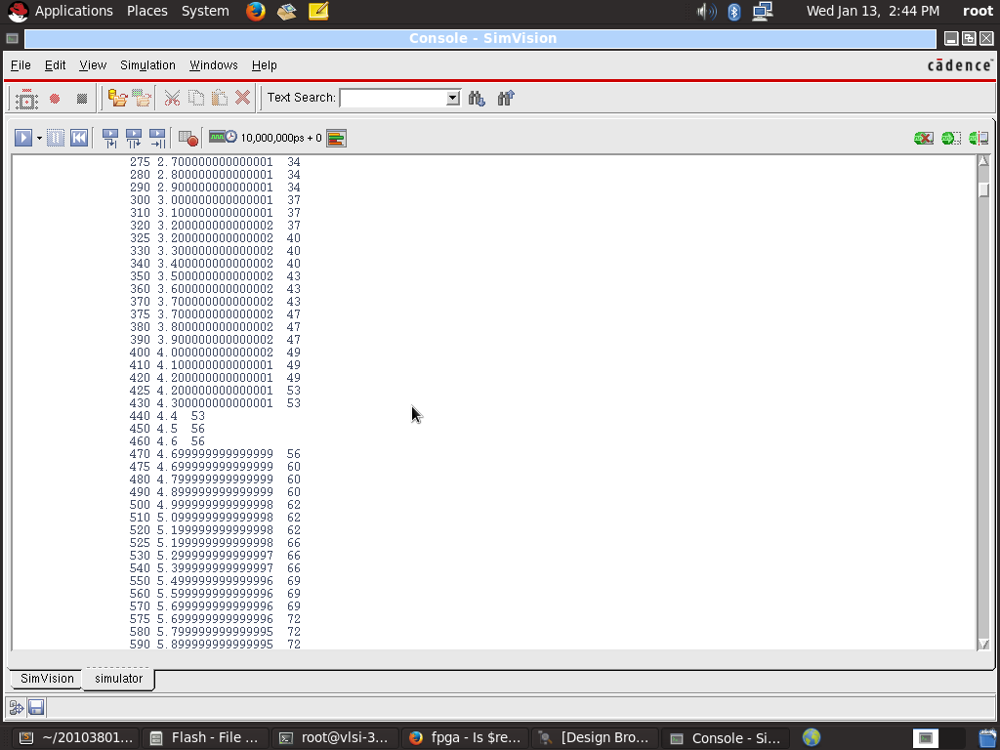 Applications Places System Wed Jan 13, 2:44 PM root
Console - SimVision
File Edit View Simulation Windows Help cādence™
Text Search:
10,000,000ps + 0
275 2.700000000000001 34
280 2.800000000000001 34
290 2.900000000000001 34
300 3.000000000000001 37
310 3.100000000000001 37
320 3.200000000000002 37
325 3.200000000000002 40
330 3.300000000000002 40
340 3.400000000000002 40
350 3.500000000000002 43
360 3.600000000000002 43
370 3.700000000000002 43
375 3.700000000000002 47
380 3.800000000000002 47
390 3.900000000000002 47
400 4.000000000000002 49
410 4.100000000000001 49
420 4.200000000000001 49
425 4.200000000000001 53
430 4.300000000000001 53
440 4.4 53
450 4.5 56
460 4.6 56
470 4.699999999999999 56
475 4.699999999999999 60
480 4.799999999999999 60
490 4.899999999999999 60
500 4.999999999999998 62
510 5.099999999999998 62
520 5.199999999999998 62
525 5.199999999999998 66
530 5.299999999999997 66
540 5.399999999999997 66
550 5.499999999999996 69
560 5.599999999999996 69
570 5.699999999999996 69
575 5.699999999999996 72
580 5.799999999999995 72
590 5.899999999999995 72
SimVision simulator
~/20103801... Flash - File ... root@vlsi-3... fpga - Is $re... [Design Bro... Console - Si...